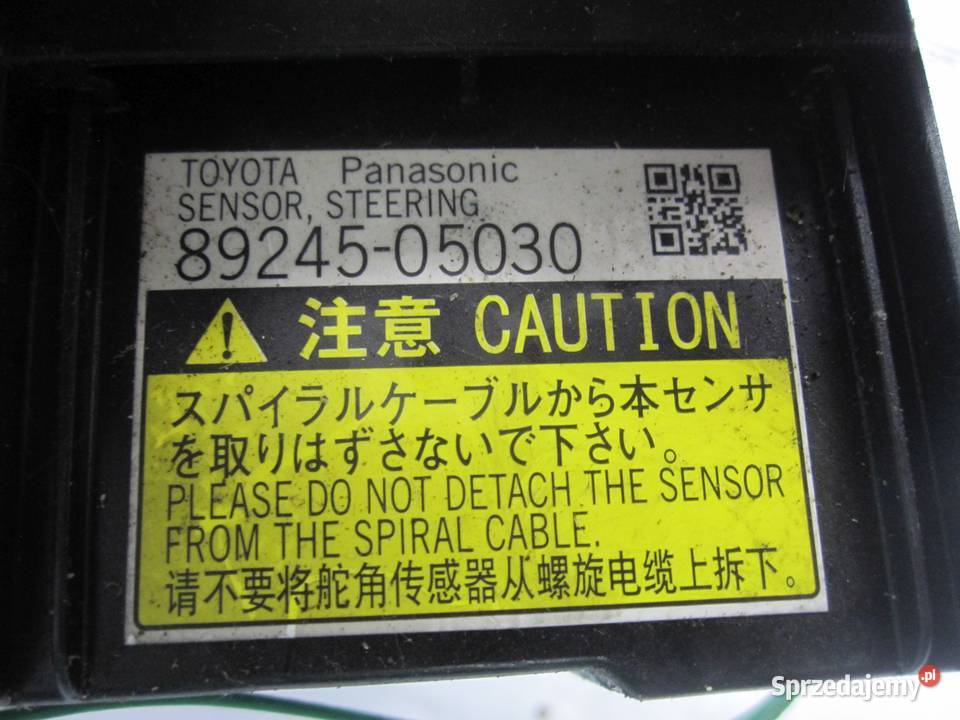 TOYOTA Panasonic
SENSOR, STEERING
89245-05030
注意 CAUTION
スパイラルケーブルから本センサ
を取りはずさないで下さい。
PLEASE DO NOT DETACH THE SENSOR
FROM THE SPIRAL CABLE.
请不要将舵角传感器从螺旋电缆上拆下。
Sprzedajemy.pl